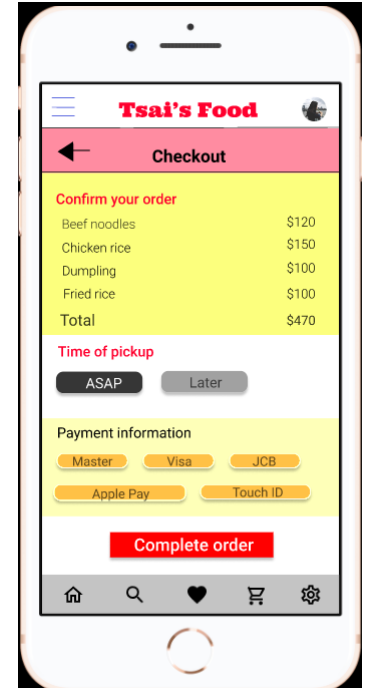 Tsai's Food
Checkout
Confirm your order
Beef noodles $120
Chicken rice $150
Dumpling $100
Fried rice $100
Total $470
Time of pickup
ASAP Later
Payment information
Master Visa JCB
Apple Pay Touch ID
Complete order